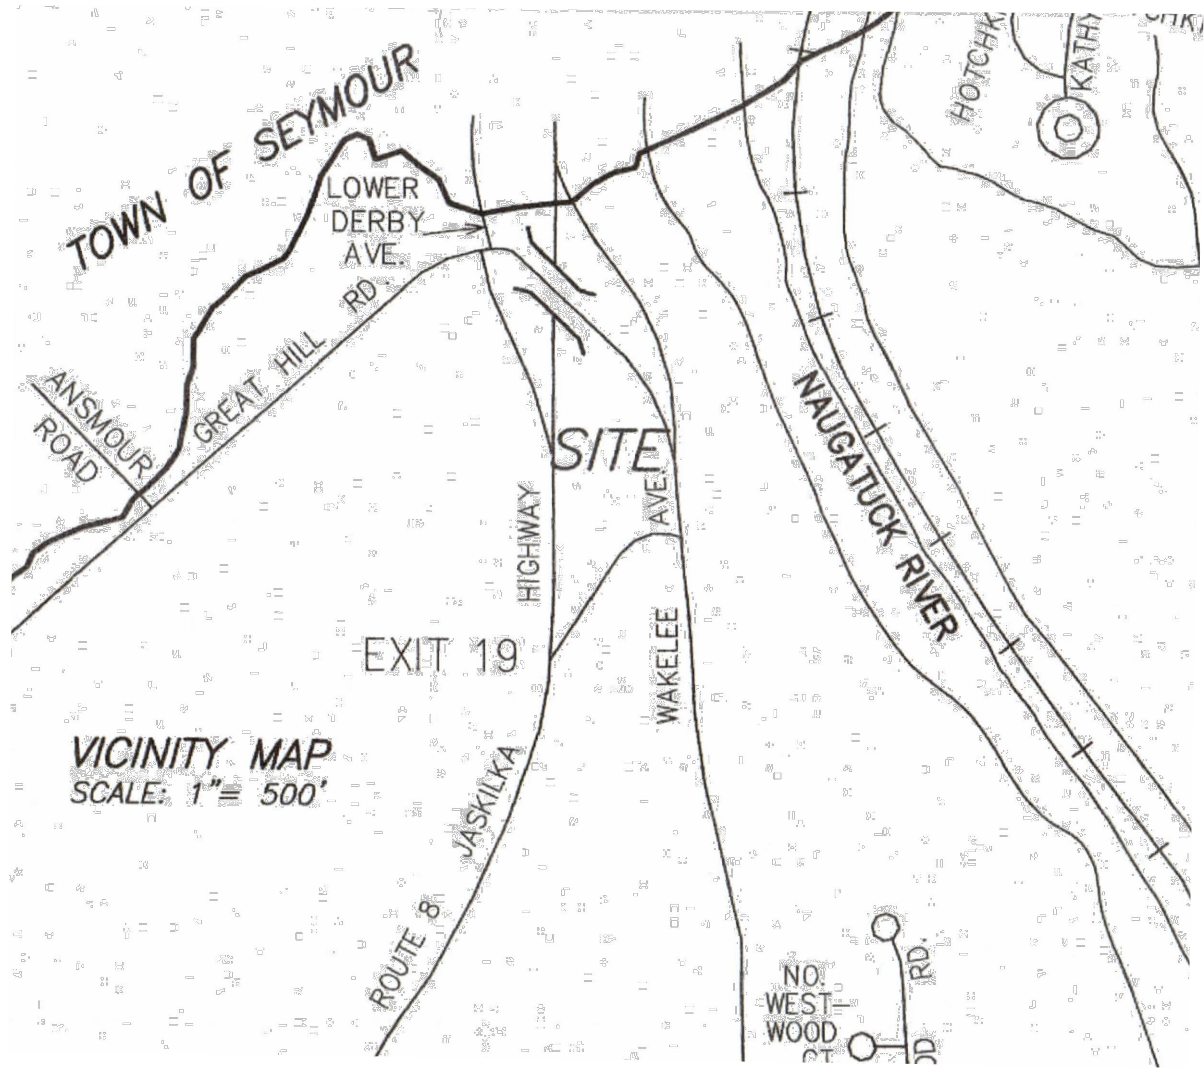 TOWN OF SEYMOUR
LOWER
DERBY
AVE.
GREAT HILL RD.
ANSMOUR
ROAD
SITE
HIGHWAY
WAKELEE AVE.
NAUGATUCK RIVER
KATHY
EXIT 19
VICINITY MAP
SCALE: 1"= 500'
ROUTE 8 JASKILKA
NO.
WEST-
WOOD
RD.